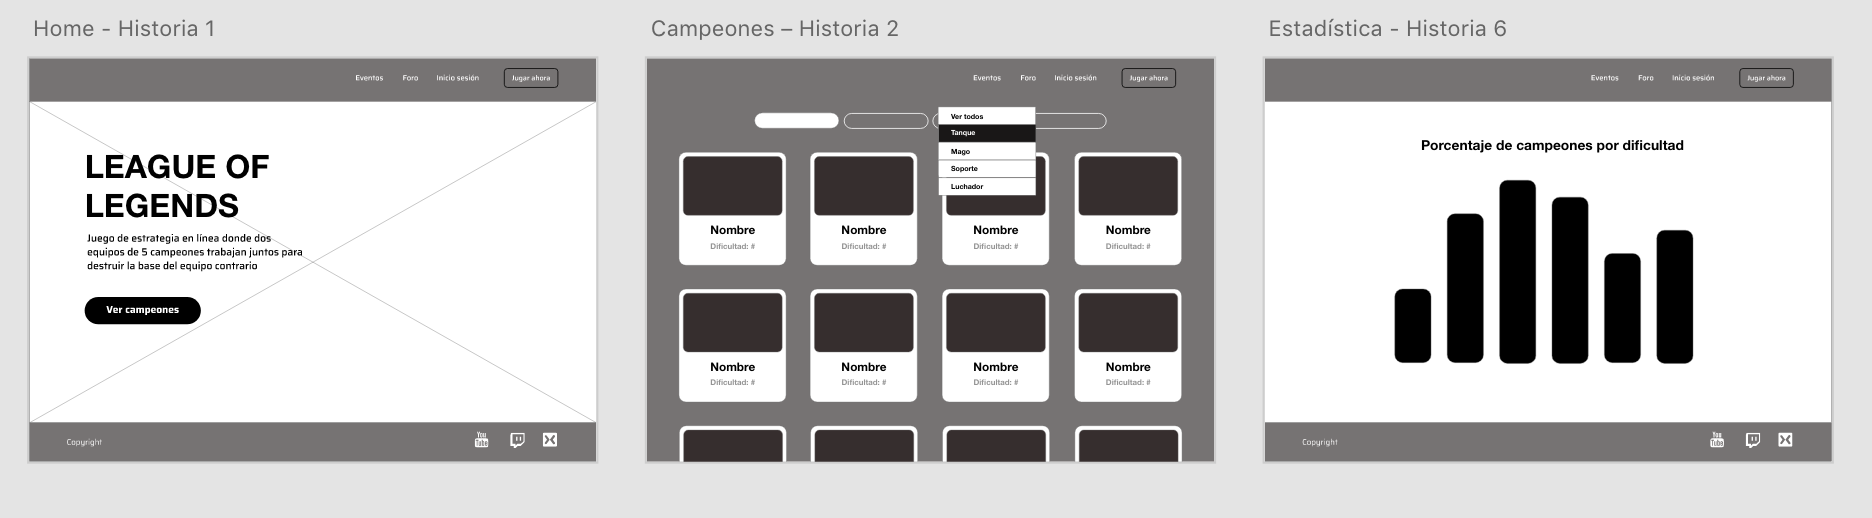 Home - Historia 1
Eventos
Foro
Inicio sesión
Jugar ahora
LEAGUE OF
LEGENDS
Juego de estrategia en línea donde dos
equipos de 5 campeones trabajan juntos para
destruir la base del equipo contrario
Ver campeones
Copyright
You
Tube
Campeones – Historia 2
Eventos
Foro
Inicio sesión
Jugar ahora
Ver todos
Tanque
Mago
Soporte
Luchador
Nombre
Dificultad: #
Nombre
Dificultad: #
Nombre
Dificultad: #
Nombre
Dificultad: #
Nombre
Dificultad: #
Nombre
Dificultad: #
Nombre
Dificultad: #
Nombre
Dificultad: #
Estadística - Historia 6
Eventos
Foro
Inicio sesión
Jugar ahora
Porcentaje de campeones por dificultad
Copyright
You
Tube